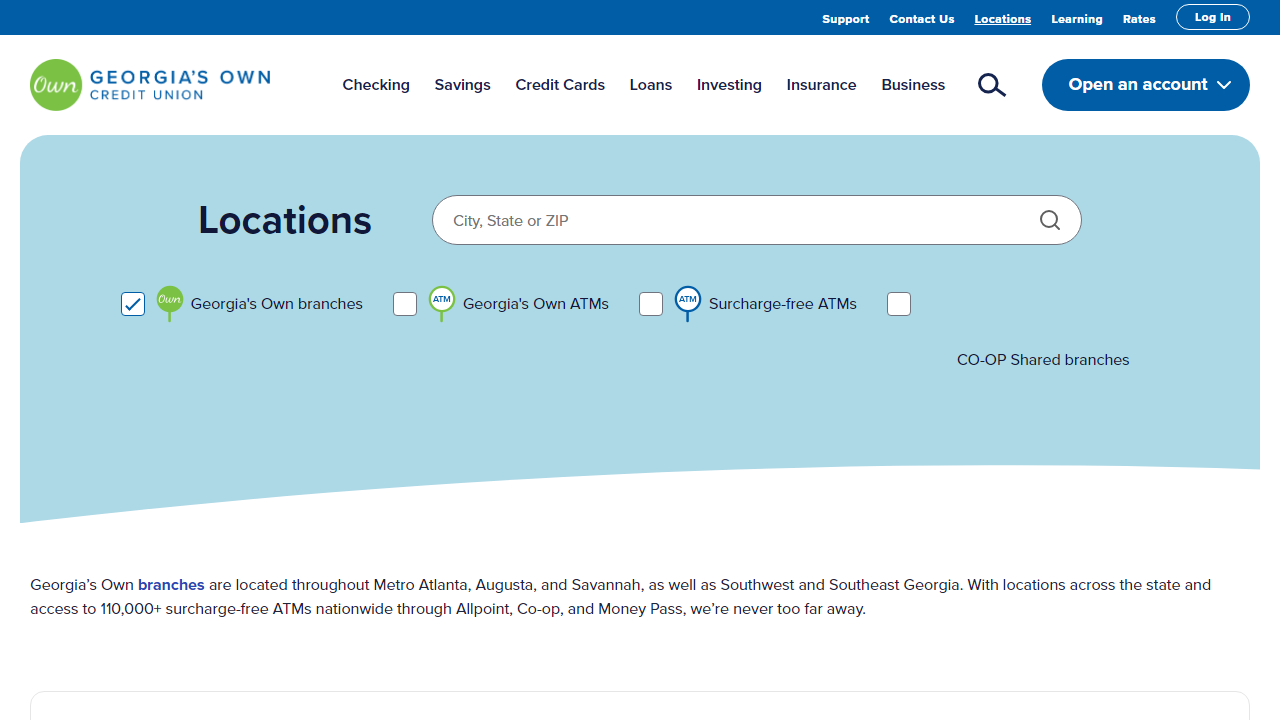 Support Contact Us Locations Learning Rates Log In
Own GEORGIA'S OWN
CREDIT UNION
Checking Savings Credit Cards Loans Investing Insurance Business Open an account
Locations City, State or ZIP
Own Georgia's Own branches ATM Georgia's Own ATMs ATM Surcharge-free ATMs
CO-OP Shared branches
Georgia’s Own branches are located throughout Metro Atlanta, Augusta, and Savannah, as well as Southwest and Southeast Georgia. With locations across the state and
access to 110,000+ surcharge-free ATMs nationwide through Allpoint, Co-op, and Money Pass, we’re never too far away.